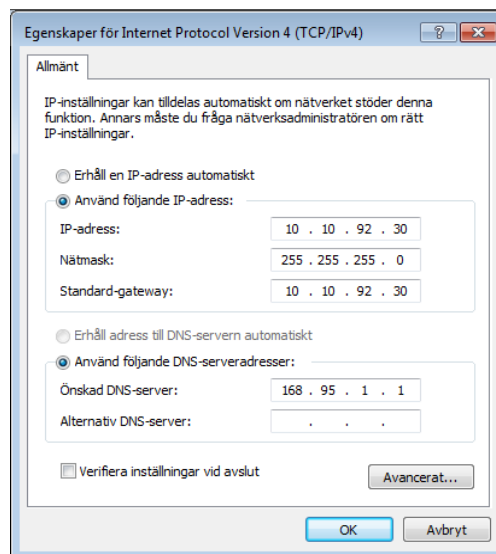 Egenskaper för Internet Protocol Version 4 (TCP/IPv4)
Allmänt
IP-inställningar kan tilldelas automatiskt om nätverket stöder denna
funktion. Annars måste du fråga nätverksadministratören om rätt
IP-inställningar.
Erhåll en IP-adress automatiskt
Använd följande IP-adress:
IP-adress: 10 . 10 . 92 . 30
Nätmask: 255 . 255 . 255 . 0
Standard-gateway: 10 . 10 . 92 . 30
Erhåll adress till DNS-servern automatiskt
Använd följande DNS-serveradresser:
Önskad DNS-server: 168 . 95 . 1 . 1
Alternativ DNS-server: . . .
Verifiera inställningar vid avslut
Avancerat...
OK Avbryt